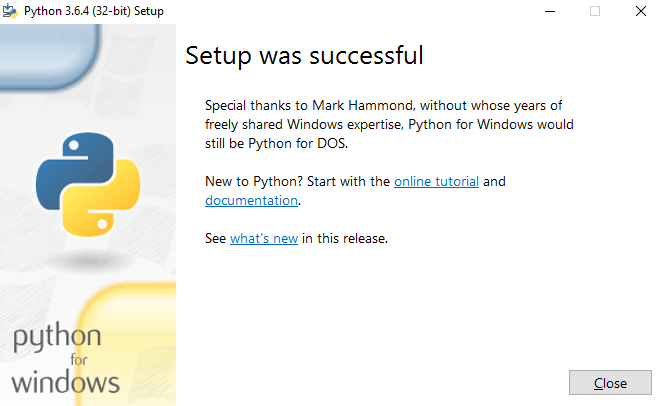 Python 3.6.4 (32-bit) Setup
Setup was successful
Special thanks to Mark Hammond, without whose years of
freely shared Windows expertise, Python for Windows would
still be Python for DOS.
New to Python? Start with the online tutorial and
documentation.
See what's new in this release.
python
for
windows
Close